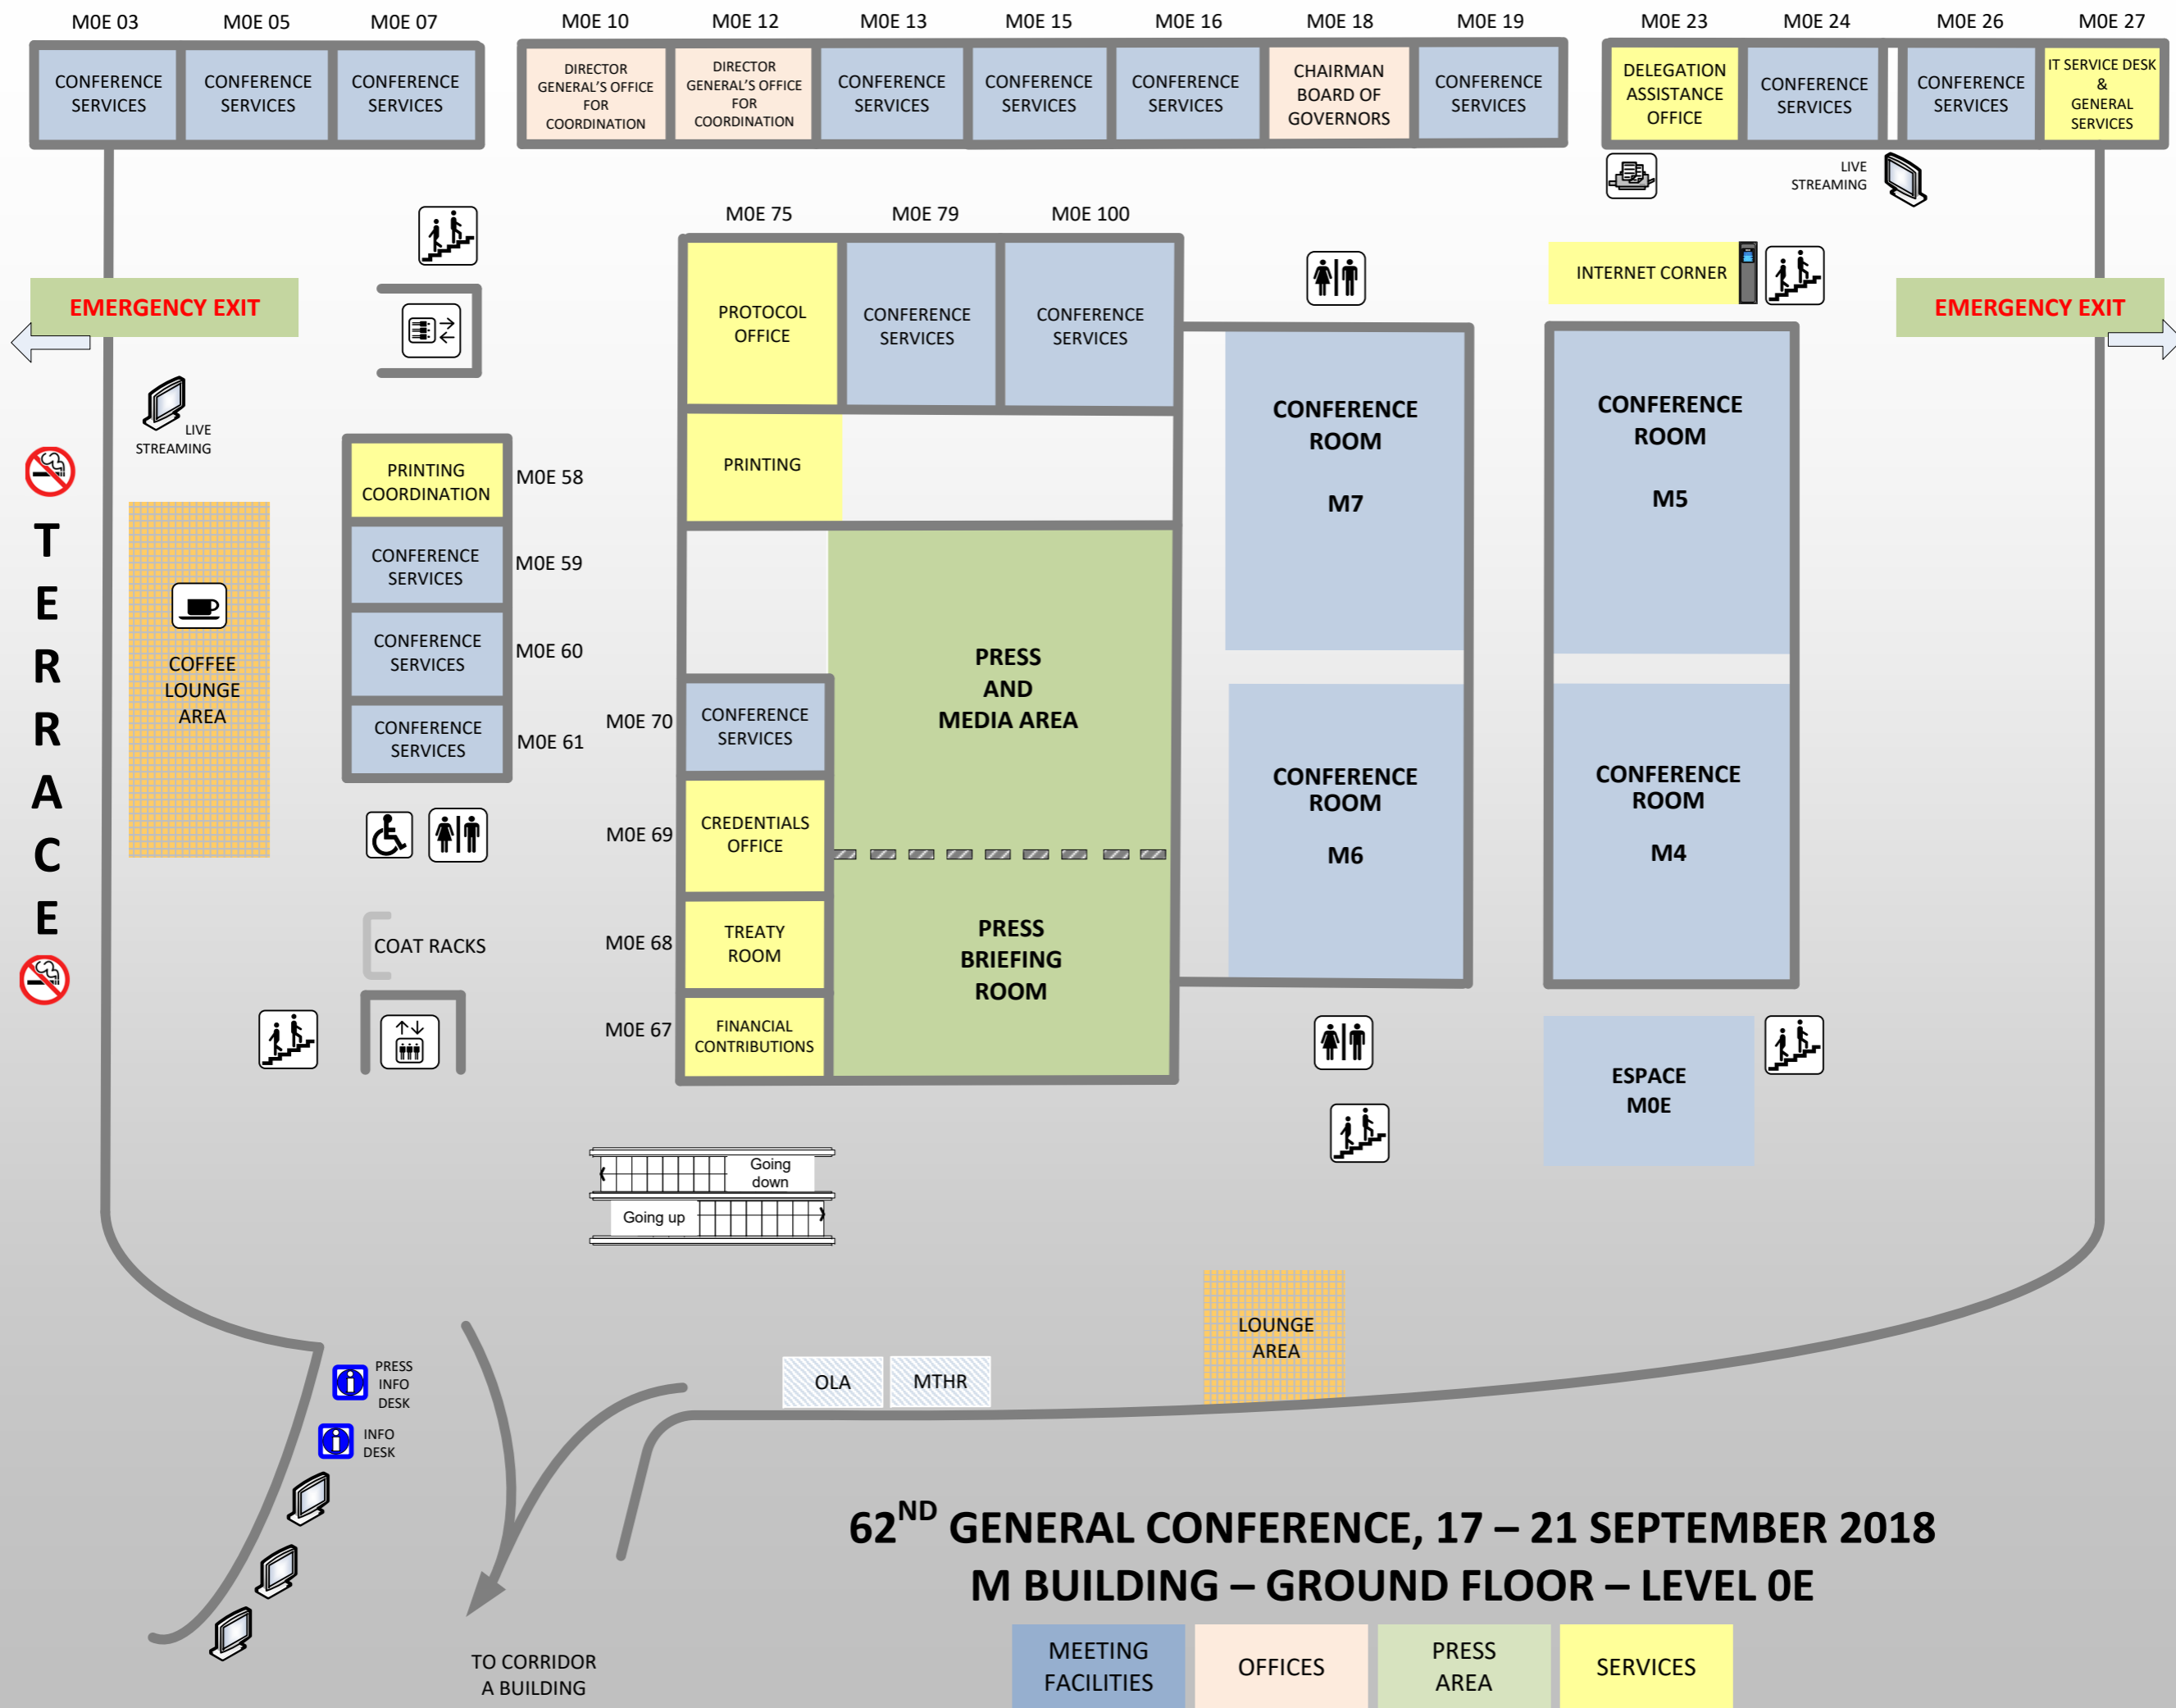 M0E 03
M0E 05
M0E 07
M0E 10
M0E 12
M0E 13
M0E 15
M0E 16
M0E 18
M0E 19
M0E 23
M0E 24
M0E 26
M0E 27
CONFERENCE
SERVICES
CONFERENCE
SERVICES
CONFERENCE
SERVICES
DIRECTOR
GENERAL'S OFFICE
FOR
COORDINATION
DIRECTOR
GENERAL'S OFFICE
FOR
COORDINATION
CONFERENCE
SERVICES
CONFERENCE
SERVICES
CONFERENCE
SERVICES
CHAIRMAN
BOARD OF
GOVERNORS
CONFERENCE
SERVICES
DELEGATION
ASSISTANCE
OFFICE
CONFERENCE
SERVICES
CONFERENCE
SERVICES
IT SERVICE DESK
&
GENERAL
SERVICES
LIVE
STREAMING
M0E 75
M0E 79
M0E 100
PROTOCOL
OFFICE
CONFERENCE
SERVICES
CONFERENCE
SERVICES
INTERNET CORNER
EMERGENCY EXIT
EMERGENCY EXIT
LIVE
STREAMING
PRINTING
COORDINATION
M0E 58
CONFERENCE
SERVICES
M0E 59
CONFERENCE
SERVICES
M0E 60
CONFERENCE
SERVICES
M0E 61
PRINTING
CONFERENCE
ROOM
M7
CONFERENCE
ROOM
M5
TERRACE
COFFEE
LOUNGE
AREA
PRESS
AND
MEDIA AREA
M0E 70
CONFERENCE
SERVICES
M0E 69
CREDENTIALS
OFFICE
M0E 68
TREATY
ROOM
M0E 67
FINANCIAL
CONTRIBUTIONS
PRESS
BRIEFING
ROOM
CONFERENCE
ROOM
M6
CONFERENCE
ROOM
M4
COAT RACKS
ESPACE
M0E
Going
down
Going up
LOUNGE
AREA
PRESS
INFO
DESK
INFO
DESK
OLA
MTHR
TO CORRIDOR
A BUILDING
62ND GENERAL CONFERENCE, 17 – 21 SEPTEMBER 2018
M BUILDING – GROUND FLOOR – LEVEL 0E
MEETING
FACILITIES
OFFICES
PRESS
AREA
SERVICES